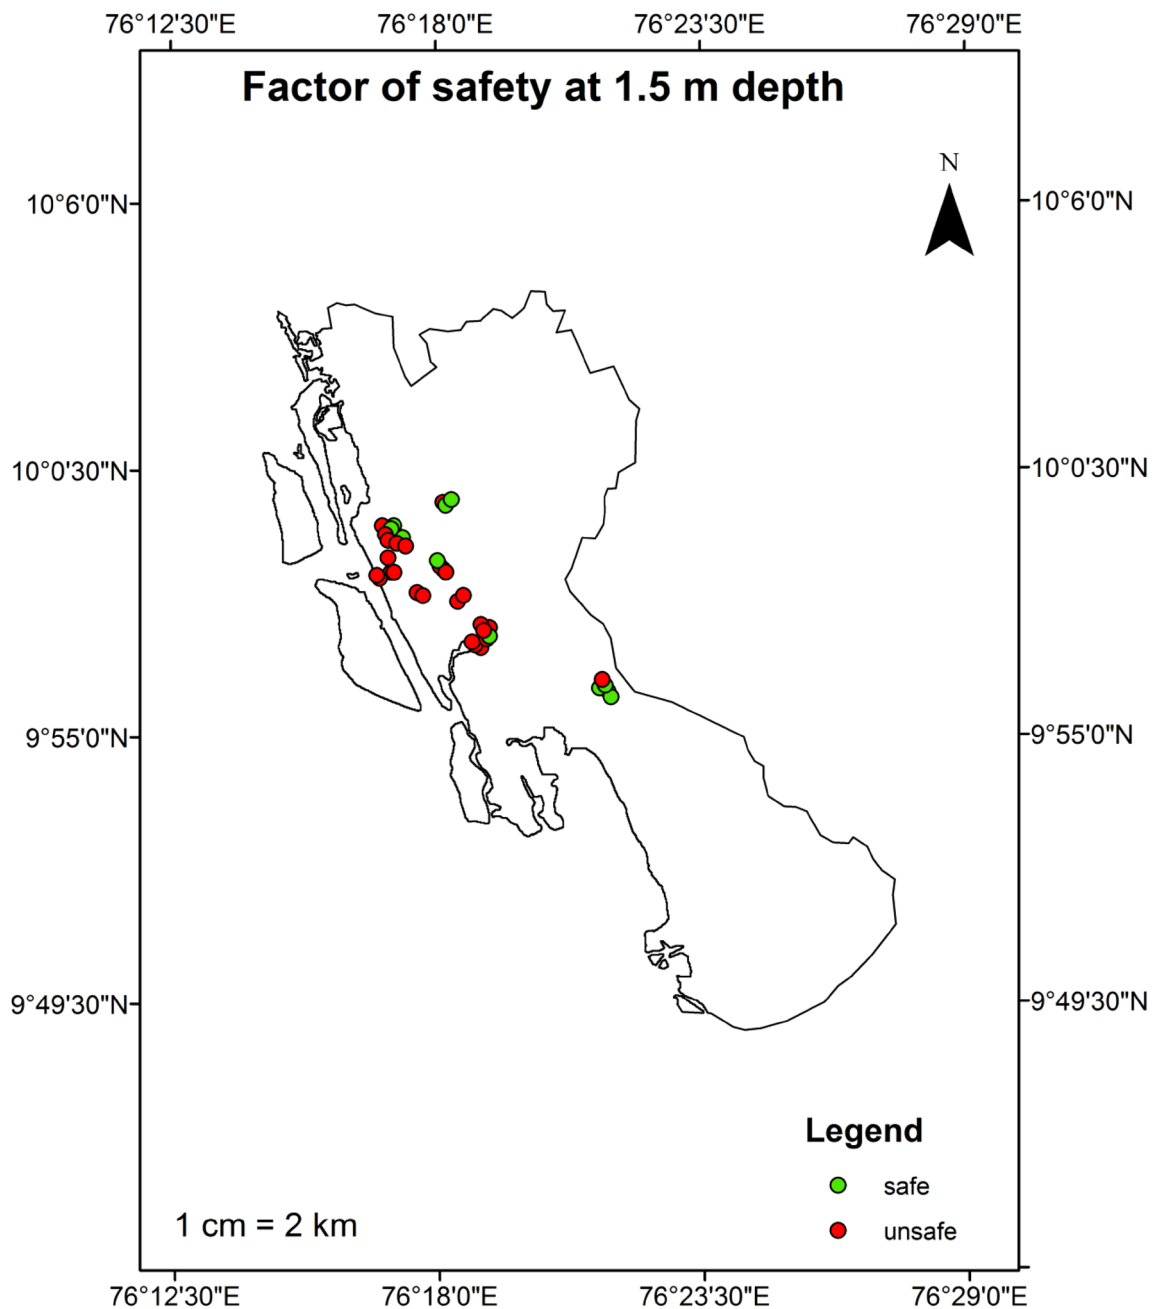 76°12'30"E 76°18'0"E 76°23'30"E 76°29'0"E
Factor of safety at 1.5 m depth
N
10°6'0"N 10°6'0"N
10°0'30"N 10°0'30"N
9°55'0"N 9°55'0"N
9°49'30"N 9°49'30"N
Legend
safe
unsafe
1 cm = 2 km
76°12'30"E 76°18'0"E 76°23'30"E 76°29'0"E